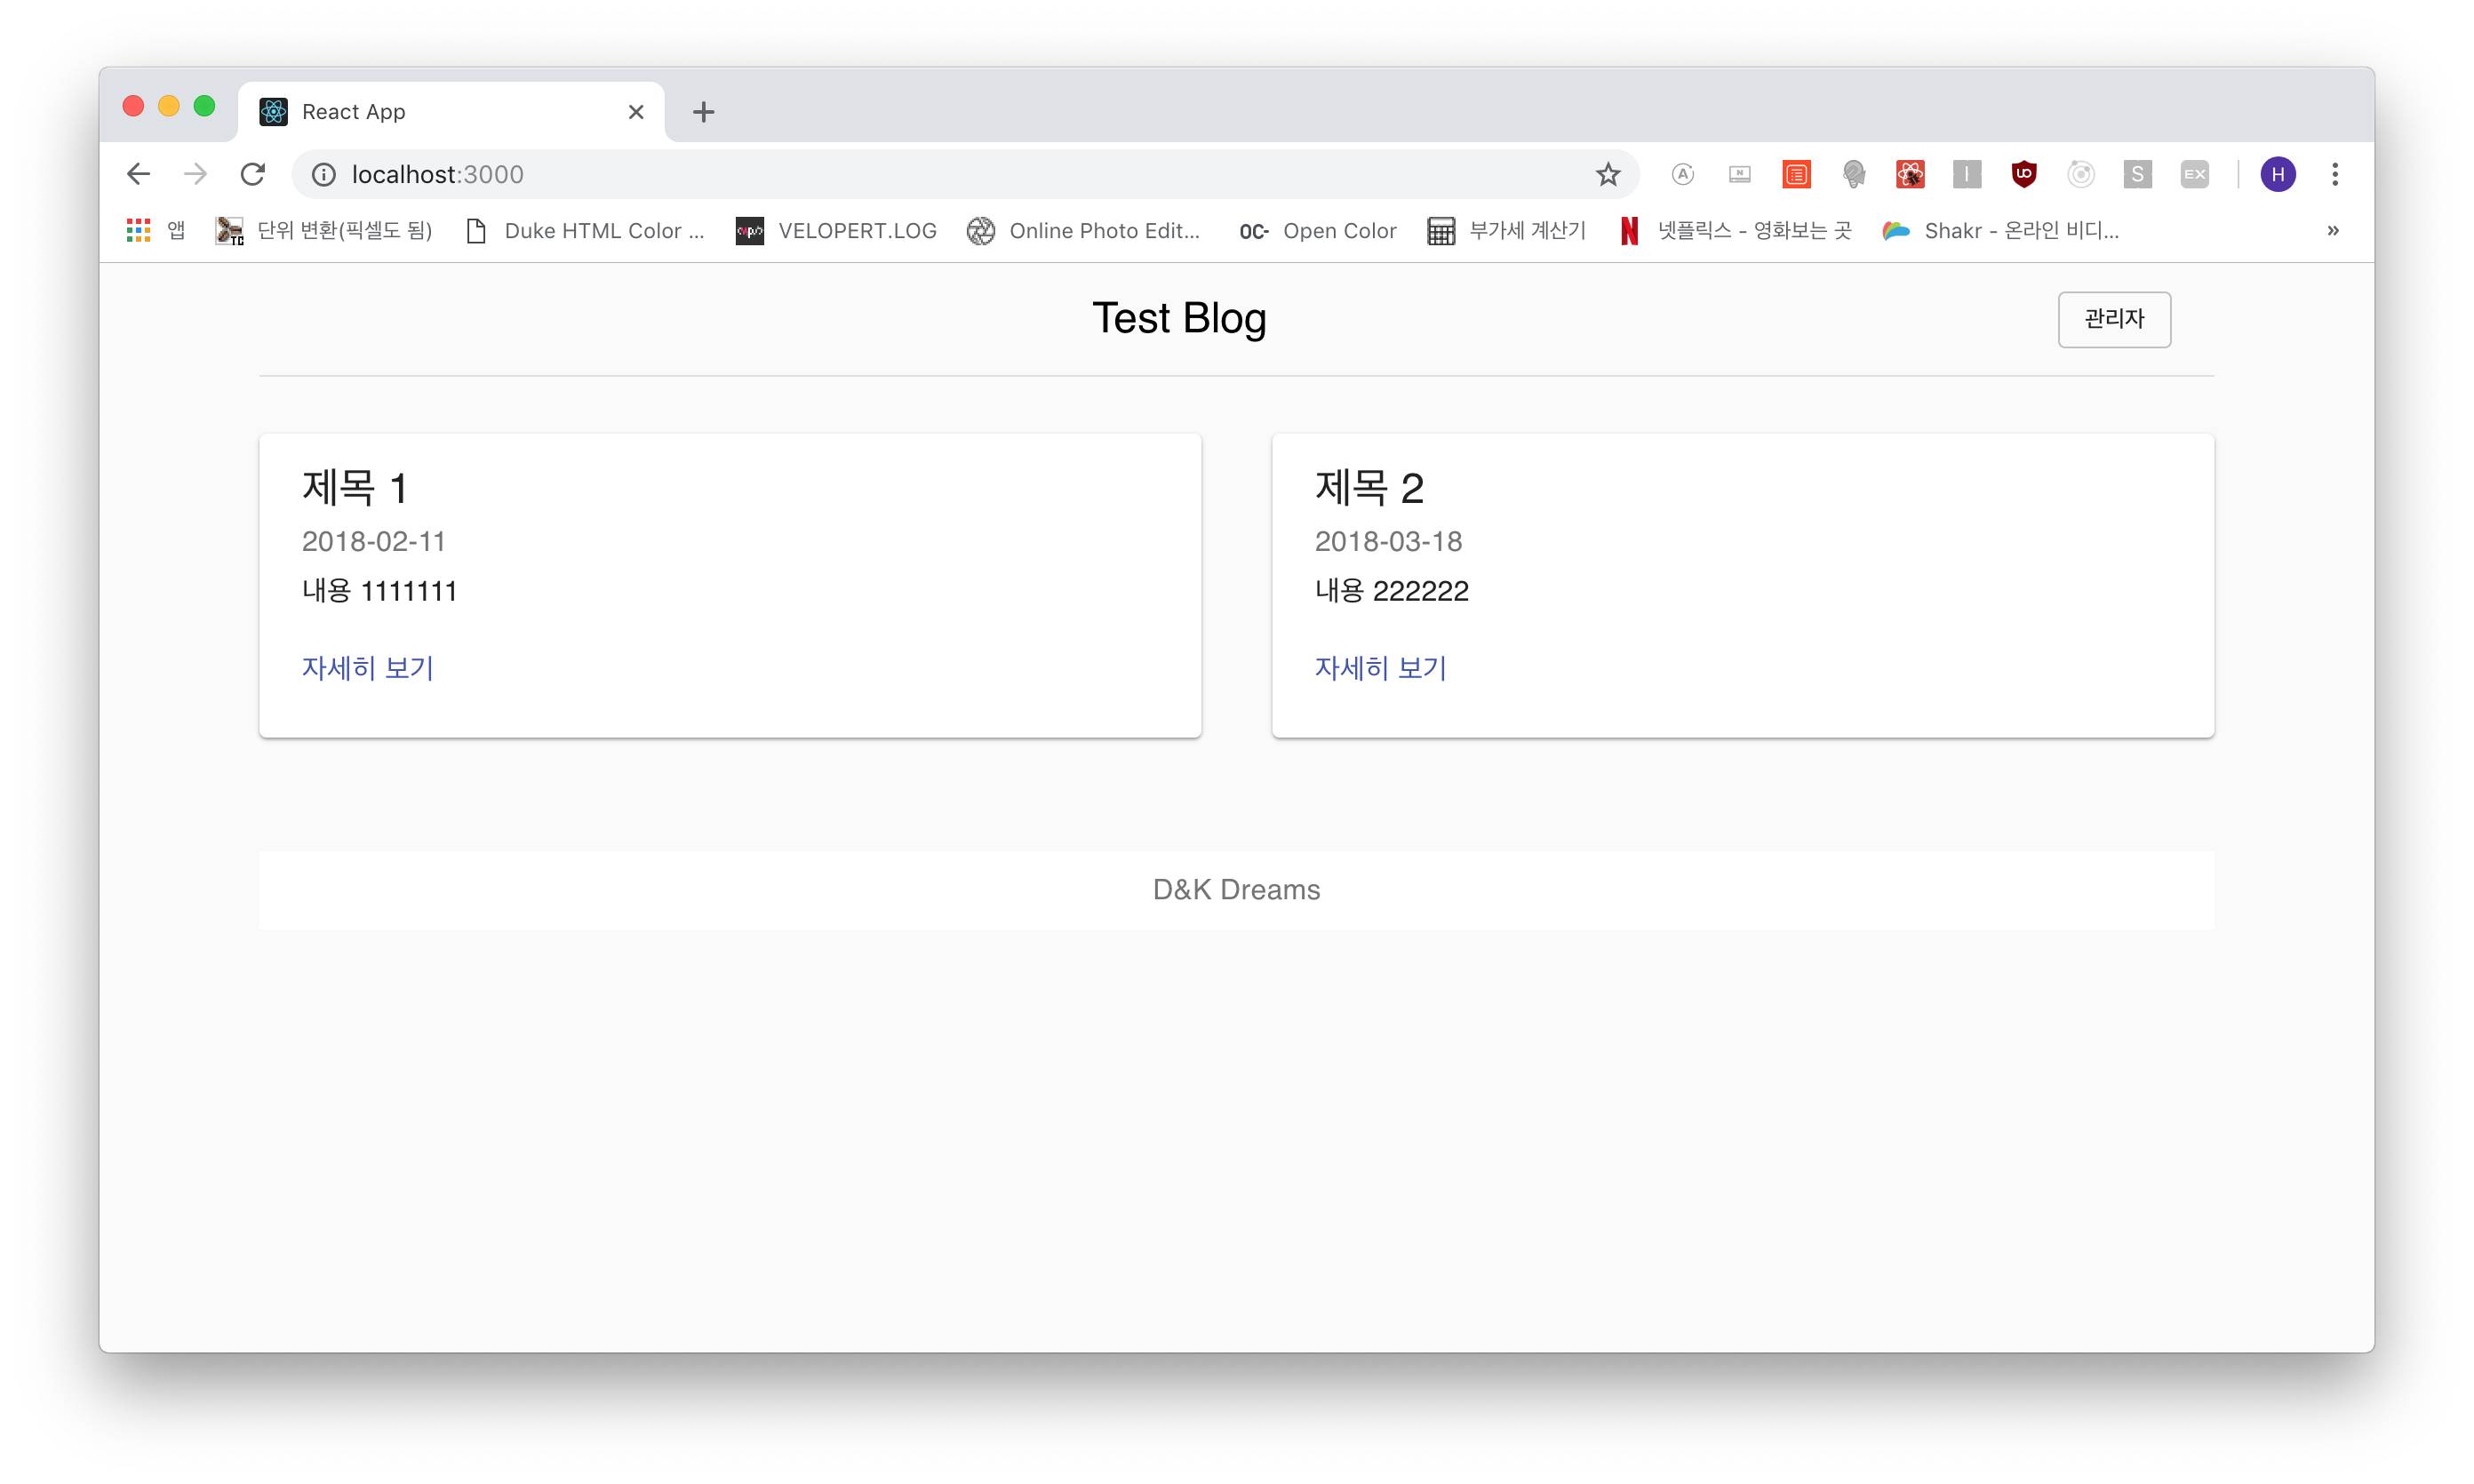 React App
localhost:3000
앱 단위 변환(픽셀도 됨) Duke HTML Color ... VELOPERT.LOG Online Photo Edit... OC- Open Color 부가세 계산기 N 넷플릭스 - 영화보는 곳 Shakr - 온라인 비디... »
Test Blog
관리자
제목 1
2018-02-11
내용 1111111
자세히 보기
제목 2
2018-03-18
내용 222222
자세히 보기
D&K Dreams